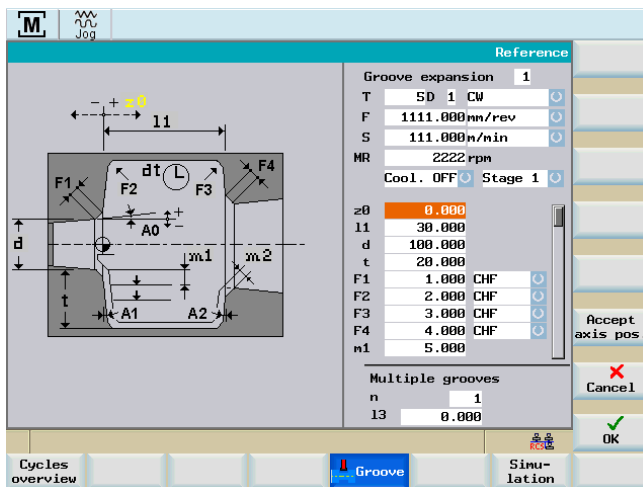 M
Jog
Reference
- + z0
l1
F1
F2
dt
F3
F4
d
A0
+
-
m1
m2
t
A1
A2
Groove expansion 1
T 5 D 1 CW
F 1111.000 mm/rev
S 111.000 m/min
MR 2222 rpm
Cool. OFF Stage 1
z0 0.000
l1 30.000
d 100.000
t 20.000
F1 1.000 CHF
F2 2.000 CHF
F3 3.000 CHF
F4 4.000 CHF
m1 5.000
Multiple grooves
n 1
l3 0.000
Accept
axis pos
Cancel
OK
RCS
Cycles
overview
Groove
Simu-
lation